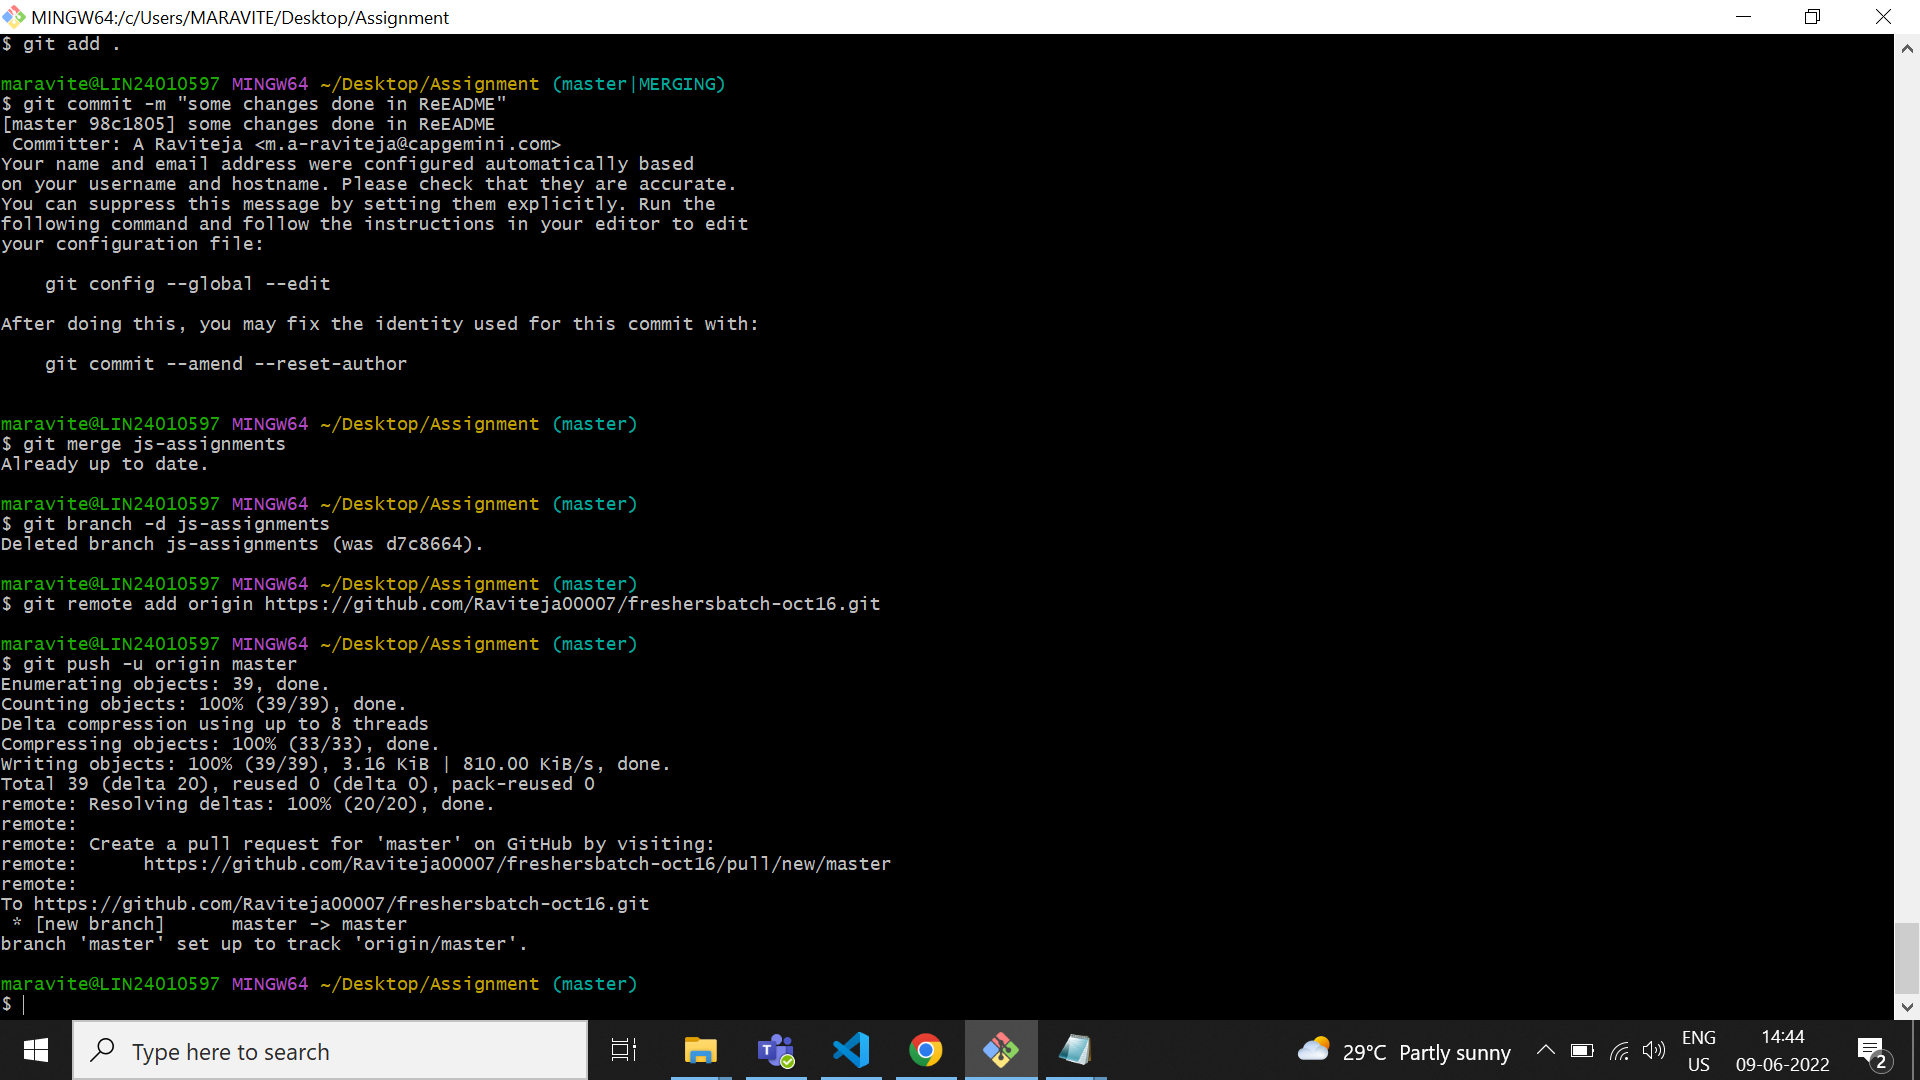 MINGW64:/c/Users/MARAVITE/Desktop/Assignment
$ git add .
maravite@LIN24010597 MINGW64 ~/Desktop/Assignment (master|MERGING)
$ git commit -m "some changes done in ReEADME"
[master 98c1805] some changes done in ReEADME
 Committer: A Raviteja <m.a-raviteja@capgemini.com>
Your name and email address were configured automatically based
on your username and hostname. Please check that they are accurate.
You can suppress this message by setting them explicitly. Run the
following command and follow the instructions in your editor to edit
your configuration file:
    git config --global --edit
After doing this, you may fix the identity used for this commit with:
    git commit --amend --reset-author
maravite@LIN24010597 MINGW64 ~/Desktop/Assignment (master)
$ git merge js-assignments
Already up to date.
maravite@LIN24010597 MINGW64 ~/Desktop/Assignment (master)
$ git branch -d js-assignments
Deleted branch js-assignments (was d7c8664).
maravite@LIN24010597 MINGW64 ~/Desktop/Assignment (master)
$ git remote add origin https://github.com/Raviteja00007/freshersbatch-oct16.git
maravite@LIN24010597 MINGW64 ~/Desktop/Assignment (master)
$ git push -u origin master
Enumerating objects: 39, done.
Counting objects: 100% (39/39), done.
Delta compression using up to 8 threads
Compressing objects: 100% (33/33), done.
Writing objects: 100% (39/39), 3.16 KiB | 810.00 KiB/s, done.
Total 39 (delta 20), reused 0 (delta 0), pack-reused 0
remote: Resolving deltas: 100% (20/20), done.
remote:
remote: Create a pull request for 'master' on GitHub by visiting:
remote:      https://github.com/Raviteja00007/freshersbatch-oct16/pull/new/master
remote:
To https://github.com/Raviteja00007/freshersbatch-oct16.git
 * [new branch]      master -> master
branch 'master' set up to track 'origin/master'.
maravite@LIN24010597 MINGW64 ~/Desktop/Assignment (master)
$
Type here to search
29°C Partly sunny
ENG
US
14:44
09-06-2022
2